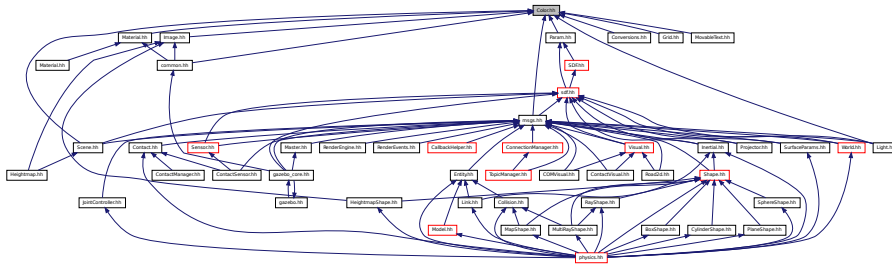 Color.hh
Material.hh
Image.hh
Param.hh
Conversions.hh
Grid.hh
MovableText.hh
Material.hh
common.hh
SDF.hh
sdf.hh
msgs.hh
Scene.hh
Contact.hh
Sensor.hh
Master.hh
RenderEngine.hh
RenderEvents.hh
CallbackHelper.hh
ConnectionManager.hh
Visual.hh
Inertial.hh
Projector.hh
SurfaceParams.hh
World.hh
Light.hh
Heightmap.hh
ContactManager.hh
ContactSensor.hh
gazebo_core.hh
Entity.hh
TopicManager.hh
COMVisual.hh
ContactVisual.hh
Road2d.hh
Shape.hh
JointController.hh
gazebo.hh
HeightmapShape.hh
Link.hh
Collision.hh
RayShape.hh
SphereShape.hh
Model.hh
MapShape.hh
MultiRayShape.hh
BoxShape.hh
CylinderShape.hh
PlaneShape.hh
physics.hh